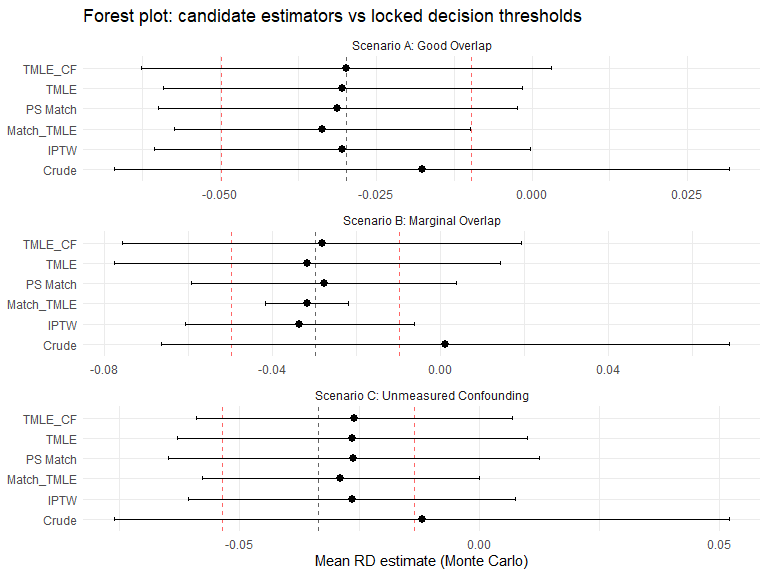 Forest plot: candidate estimators vs locked decision thresholds
Scenario A: Good Overlap
TMLE_CF
TMLE
PS Match
Match_TMLE
IPTW
Crude
-0.050 -0.025 0.000 0.025
Scenario B: Marginal Overlap
TMLE_CF
TMLE
PS Match
Match_TMLE
IPTW
Crude
-0.08 -0.04 0.00 0.04
Scenario C: Unmeasured Confounding
TMLE_CF
TMLE
PS Match
Match_TMLE
IPTW
Crude
-0.05 0.00 0.05
Mean RD estimate (Monte Carlo)